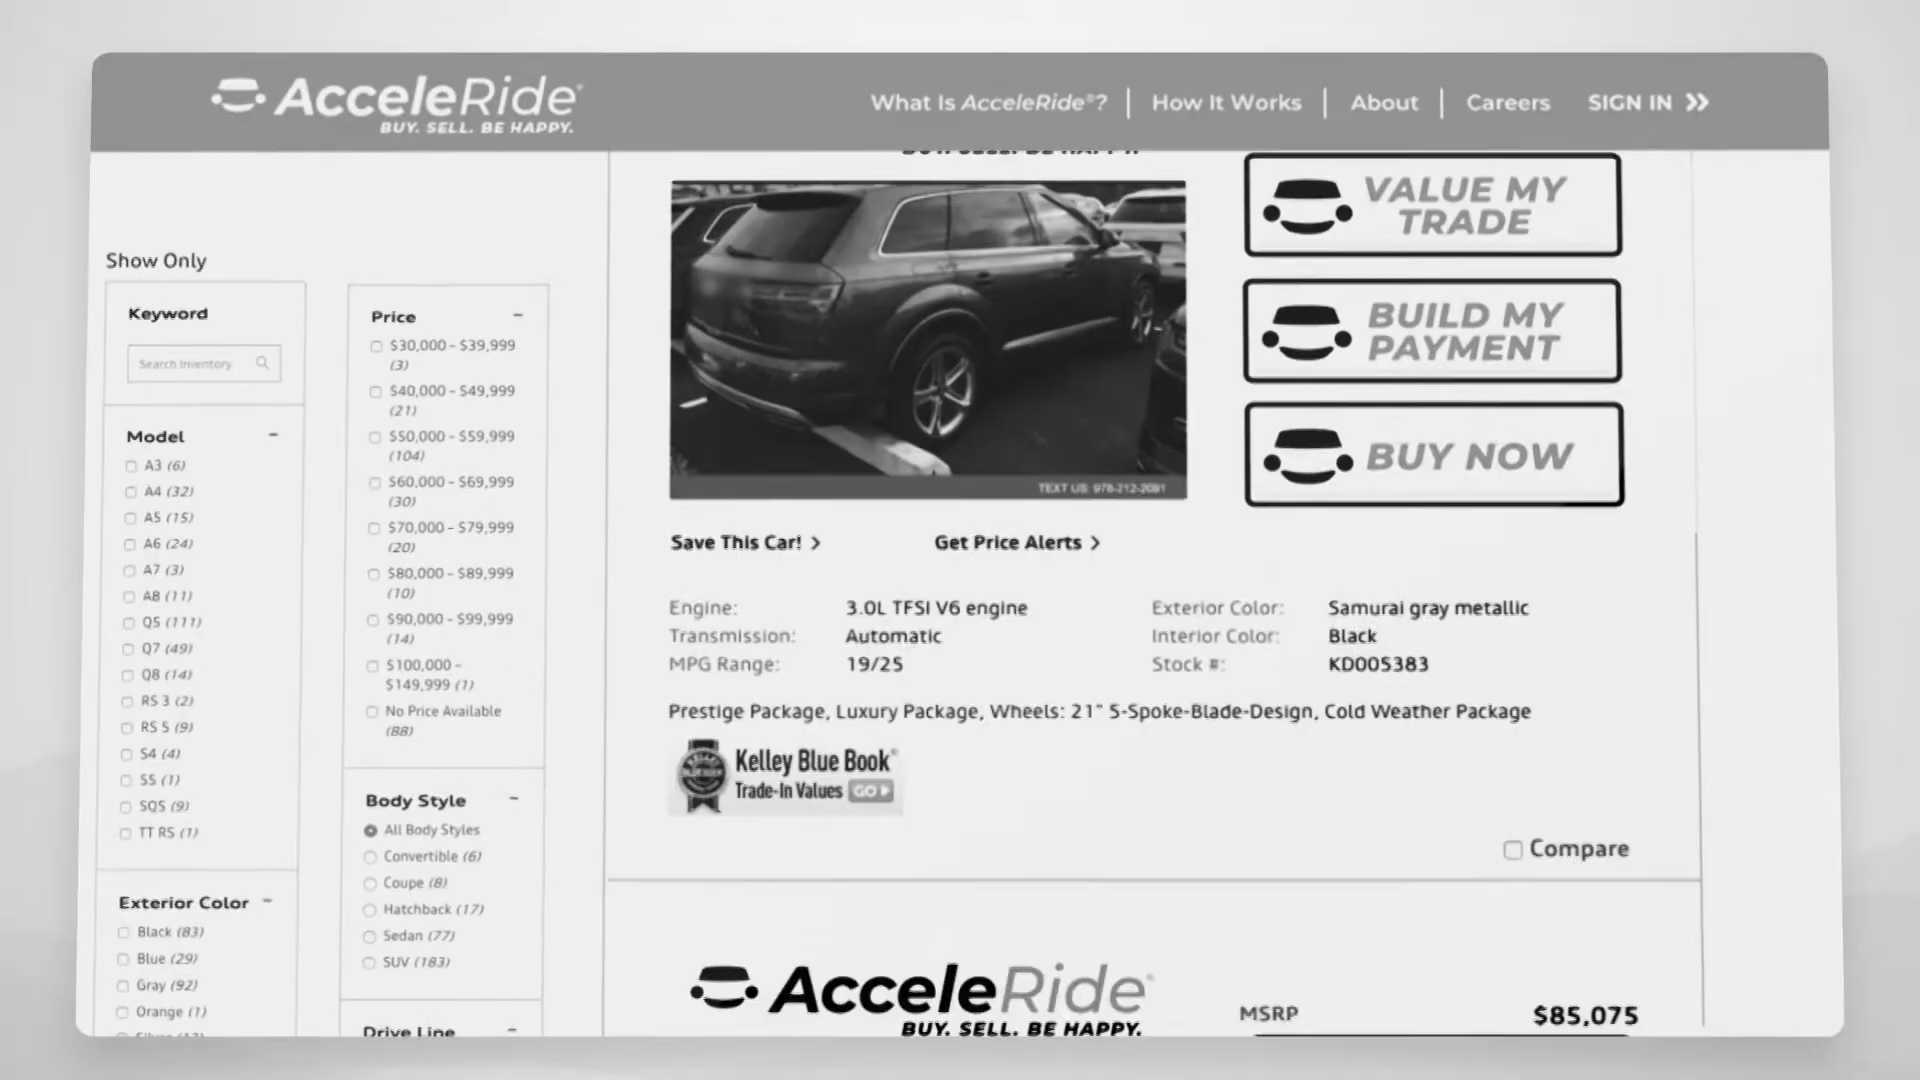 AcceleRide®
BUY. SELL. BE HAPPY.
What Is AcceleRide®?
How It Works
About
Careers
SIGN IN
Show Only
Keyword
Search Inventory
Model
A3 (6)
A4 (32)
A5 (15)
A6 (24)
A7 (3)
A8 (11)
Q5 (111)
Q7 (49)
Q8 (14)
RS 3 (2)
RS 5 (9)
S4 (4)
S5 (1)
SQ5 (9)
TT RS (1)
Exterior Color
Black (83)
Blue (29)
Gray (92)
Orange (1)
Price
$30,000 - $39,999
(3)
$40,000 - $49,999
(21)
$50,000 - $59,999
(104)
$60,000 - $69,999
(30)
$70,000 - $79,999
(20)
$80,000 - $89,999
(10)
$90,000 - $99,999
(14)
$100,000 -
$149,999 (1)
No Price Available
(88)
Body Style
All Body Styles
Convertible (6)
Coupe (8)
Hatchback (17)
Sedan (77)
SUV (183)
Drive Line
TEXT US: 978-212-2091
VALUE MY
TRADE
BUILD MY
PAYMENT
BUY NOW
Save This Car!
Get Price Alerts
Engine: 3.0L TFSI V6 engine
Transmission: Automatic
MPG Range: 19/25
Exterior Color: Samurai gray metallic
Interior Color: Black
Stock #: KD005383
Prestige Package, Luxury Package, Wheels: 21" 5-Spoke-Blade-Design, Cold Weather Package
Kelley Blue Book®
Trade-In Values GO
Compare
AcceleRide®
BUY. SELL. BE HAPPY.
MSRP $85,075